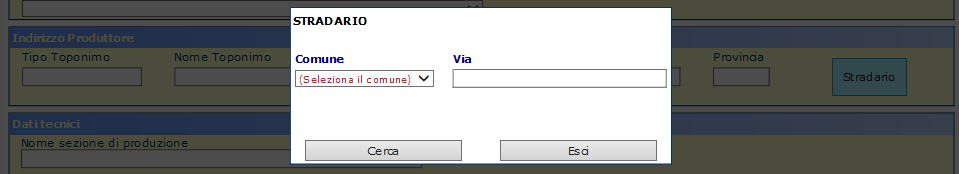 STRADARIO
Indirizzo Produttore
Tipo Toponimo Nome Toponimo Comune Via Provincia
(Seleziona il comune) Stradario
Dati tecnici
Nome sezione di produzione
Cerca Esci